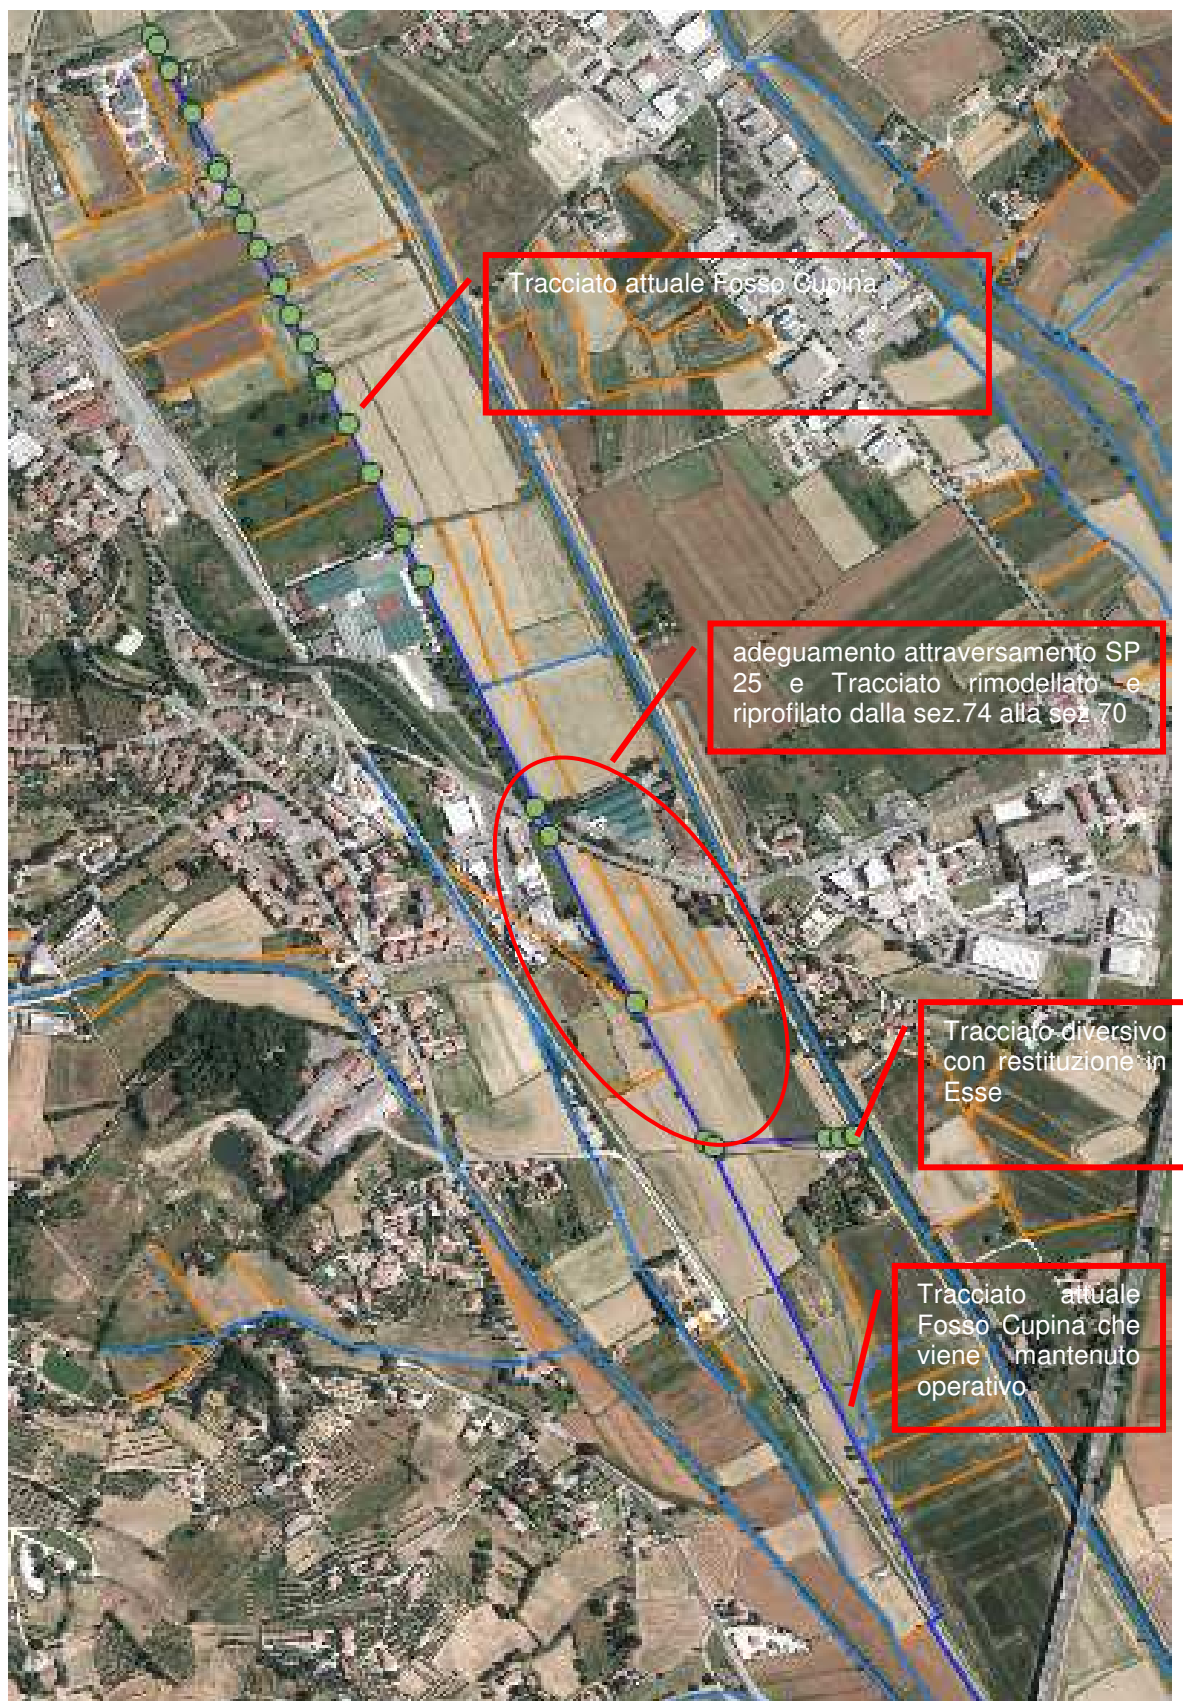 Tracciato attuale Fosso Cupina
adeguamento attraversamento SP
25 e Tracciato rimodellato e
riprofilato dalla sez.74 alla sez.70
Tracciato diversivo
con restituzione in
Esse
Tracciato attuale
Fosso Cupina che
viene mantenuto
operativo